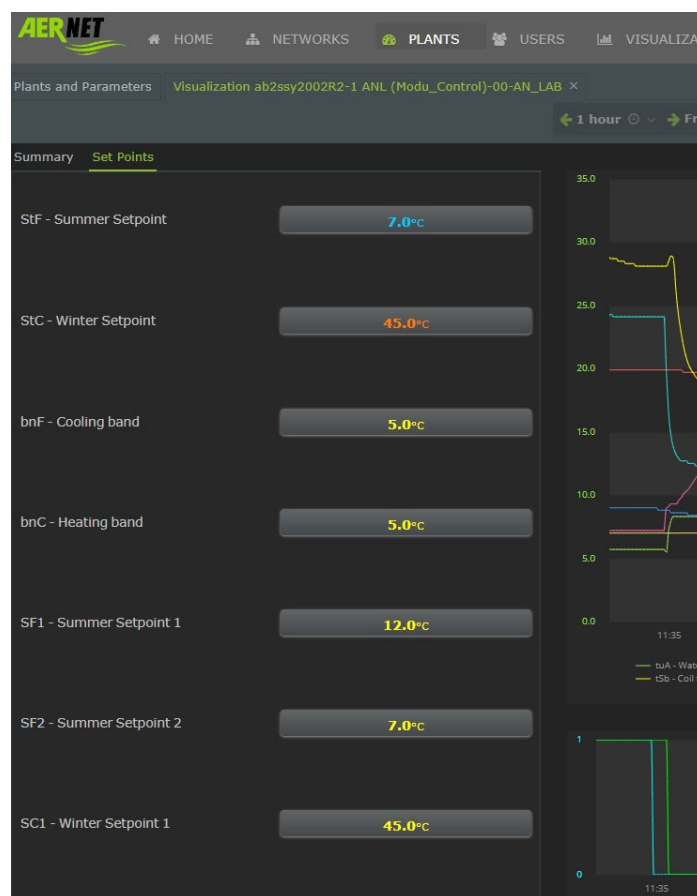 AERNET
HOME NETWORKS PLANTS USERS VISUALIZA
Plants and Parameters Visualization ab2ssy2002R2-1 ANL (Modu_Control)-00-AN_LAB ×
1 hour Fr
Summary Set Points
StF - Summer Setpoint 7.0°C
StC - Winter Setpoint 45.0°C
bnF - Cooling band 5.0°C
bnC - Heating band 5.0°C
SF1 - Summer Setpoint 1 12.0°C
SF2 - Summer Setpoint 2 7.0°C
SC1 - Winter Setpoint 1 45.0°C
35.0
30.0
25.0
20.0
15.0
10.0
5.0
0.0
11:35
tuA - Wat
tSb - Coil
1
0
11:35